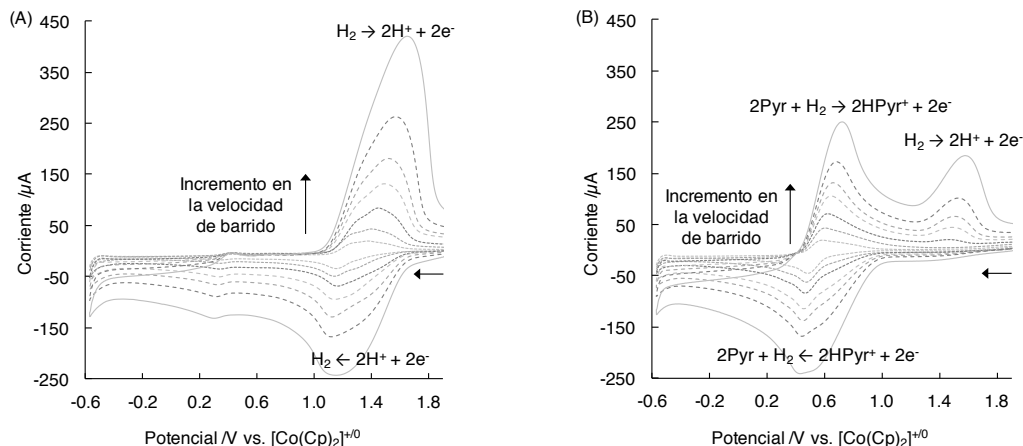 (A)
450
350
250
150
50
-50
-150
-250
Corriente /µA
H₂ → 2H⁺ + 2e⁻
Incremento en
la velocidad
de barrido
H₂ ← 2H⁺ + 2e⁻
-0.6 -0.2 0.2 0.6 1.0 1.4 1.8
Potencial /V vs. [Co(Cp)₂]⁺/⁰
(B)
450
350
250
150
50
-50
-150
-250
Corriente /µA
2Pyr + H₂ → 2HPyr⁺ + 2e⁻
H₂ → 2H⁺ + 2e⁻
Incremento en
la velocidad
de barrido
2Pyr + H₂ ← 2HPyr⁺ + 2e⁻
-0.6 -0.2 0.2 0.6 1.0 1.4 1.8
Potencial /V vs. [Co(Cp)₂]⁺/⁰